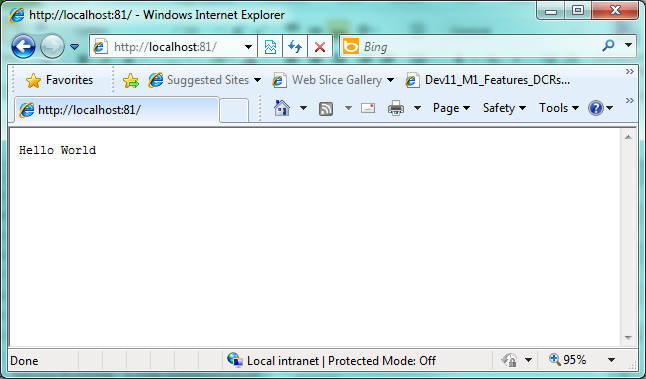 http://localhost:81/ - Windows Internet Explorer
http://localhost:81/ Bing
Favorites Suggested Sites Web Slice Gallery Dev11_M1_Features_DCRs...
http://localhost:81/ Page Safety Tools
Hello World
Done Local intranet | Protected Mode: Off 95%